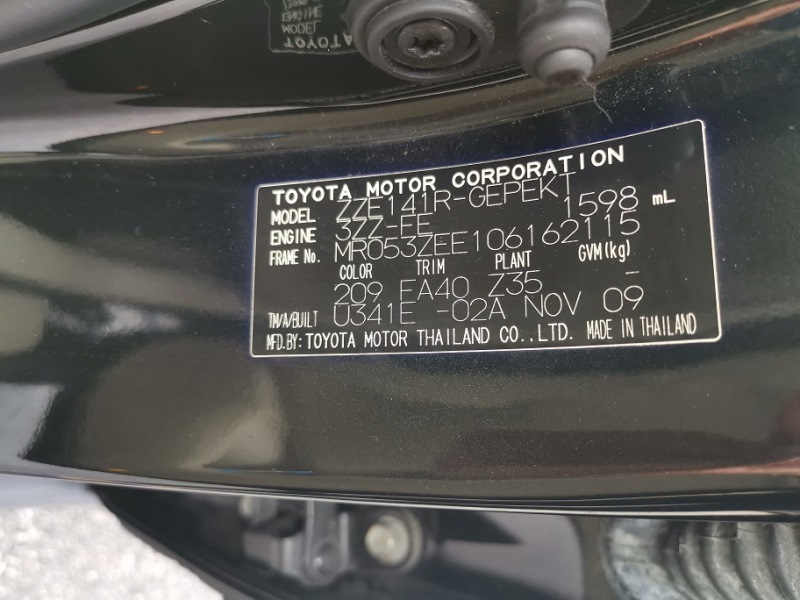 TOYOTA MOTOR CORPORATION
MODEL ZZE141R-GEPEKT
ENGINE 3ZZ-FE 1598 mL
FRAME No. MR053ZEE106162115
COLOR TRIM PLANT GVM(kg)
209 FA40 Z35 -
TM/A/BUILT U341E -02A NOV 09
MFD.BY: TOYOTA MOTOR THAILAND CO.,LTD. MADE IN THAILAND